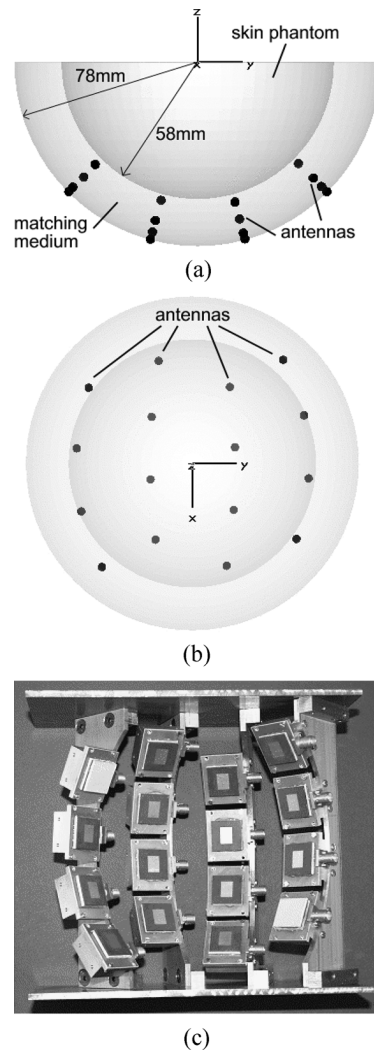 z
skin phantom
x
y
78mm
58mm
matching
medium
antennas
(a)
antennas
z
y
x
(b)
(c)